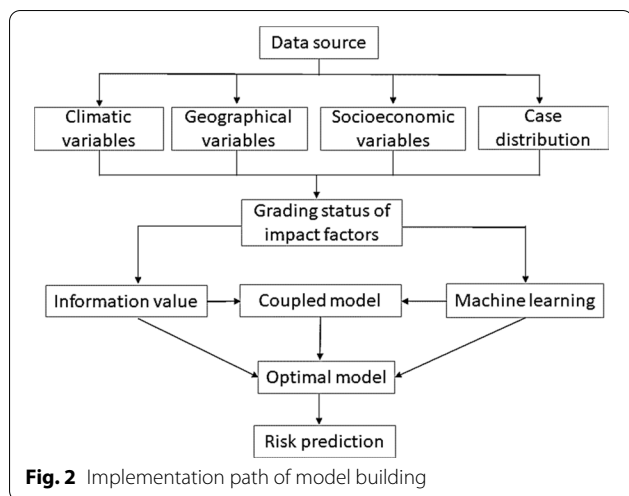 Data source
Climatic
variables
Geographical
variables
Socioeconomic
variables
Case
distribution
Grading status of
impact factors
Information value
Coupled model
Machine learning
Optimal model
Risk prediction
Fig. 2 Implementation path of model building